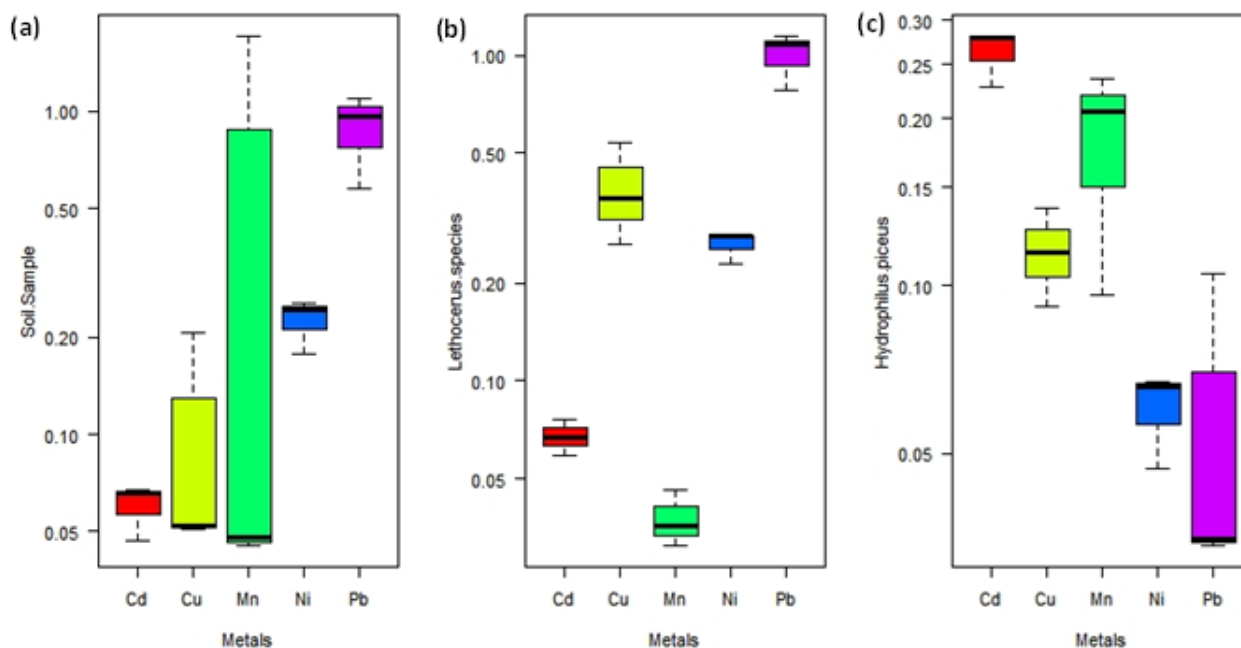 (a)
Soil.Sample
1.00
0.50
0.20
0.10
0.05
Cd Cu Mn Ni Pb
Metals
(b)
Lethocerus.species
1.00
0.50
0.20
0.10
0.05
Cd Cu Mn Ni Pb
Metals
(c)
Hydrophilus.piceus
0.30
0.25
0.20
0.15
0.10
0.05
Cd Cu Mn Ni Pb
Metals